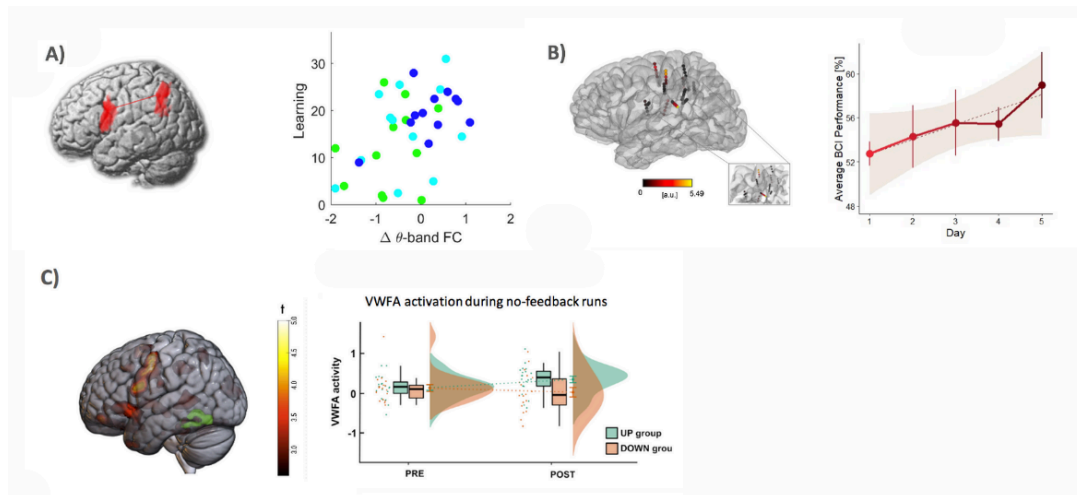 A)
Learning
30
20
10
0
-2
-1
0
1
2
Δ θ-band FC
B)
0
5.49
[a.u.]
Average BCI Performance [%]
60
56
52
48
1
2
3
4
5
Day
C)
t
5.0
4.5
4.0
3.5
3.0
VWFA activation during no-feedback runs
VWFA activity
1
0
-1
UP group
DOWN grou
PRE
POST